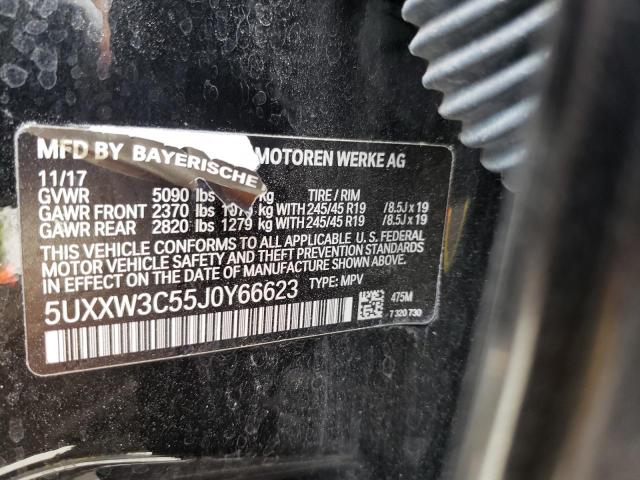 MFD BY BAYERISCHE MOTOREN WERKE AG
11/17
GVWR 5090 lbs kg TIRE / RIM
GAWR FRONT 2370 lbs kg WITH 245/45 R19 /8.5J x 19
GAWR REAR 2820 lbs 1279 kg WITH 245/45 R19 /8.5J x 19
THIS VEHICLE CONFORMS TO ALL APPLICABLE U. S. FEDERAL
MOTOR VEHICLE SAFETY AND THEFT PREVENTION STANDARDS
IN EFFECT ON THE DATE OF MANUFACTURE SHOWN ABOVE.
5UXXW3C55J0Y66623 TYPE: MPV
475M
7 320 730